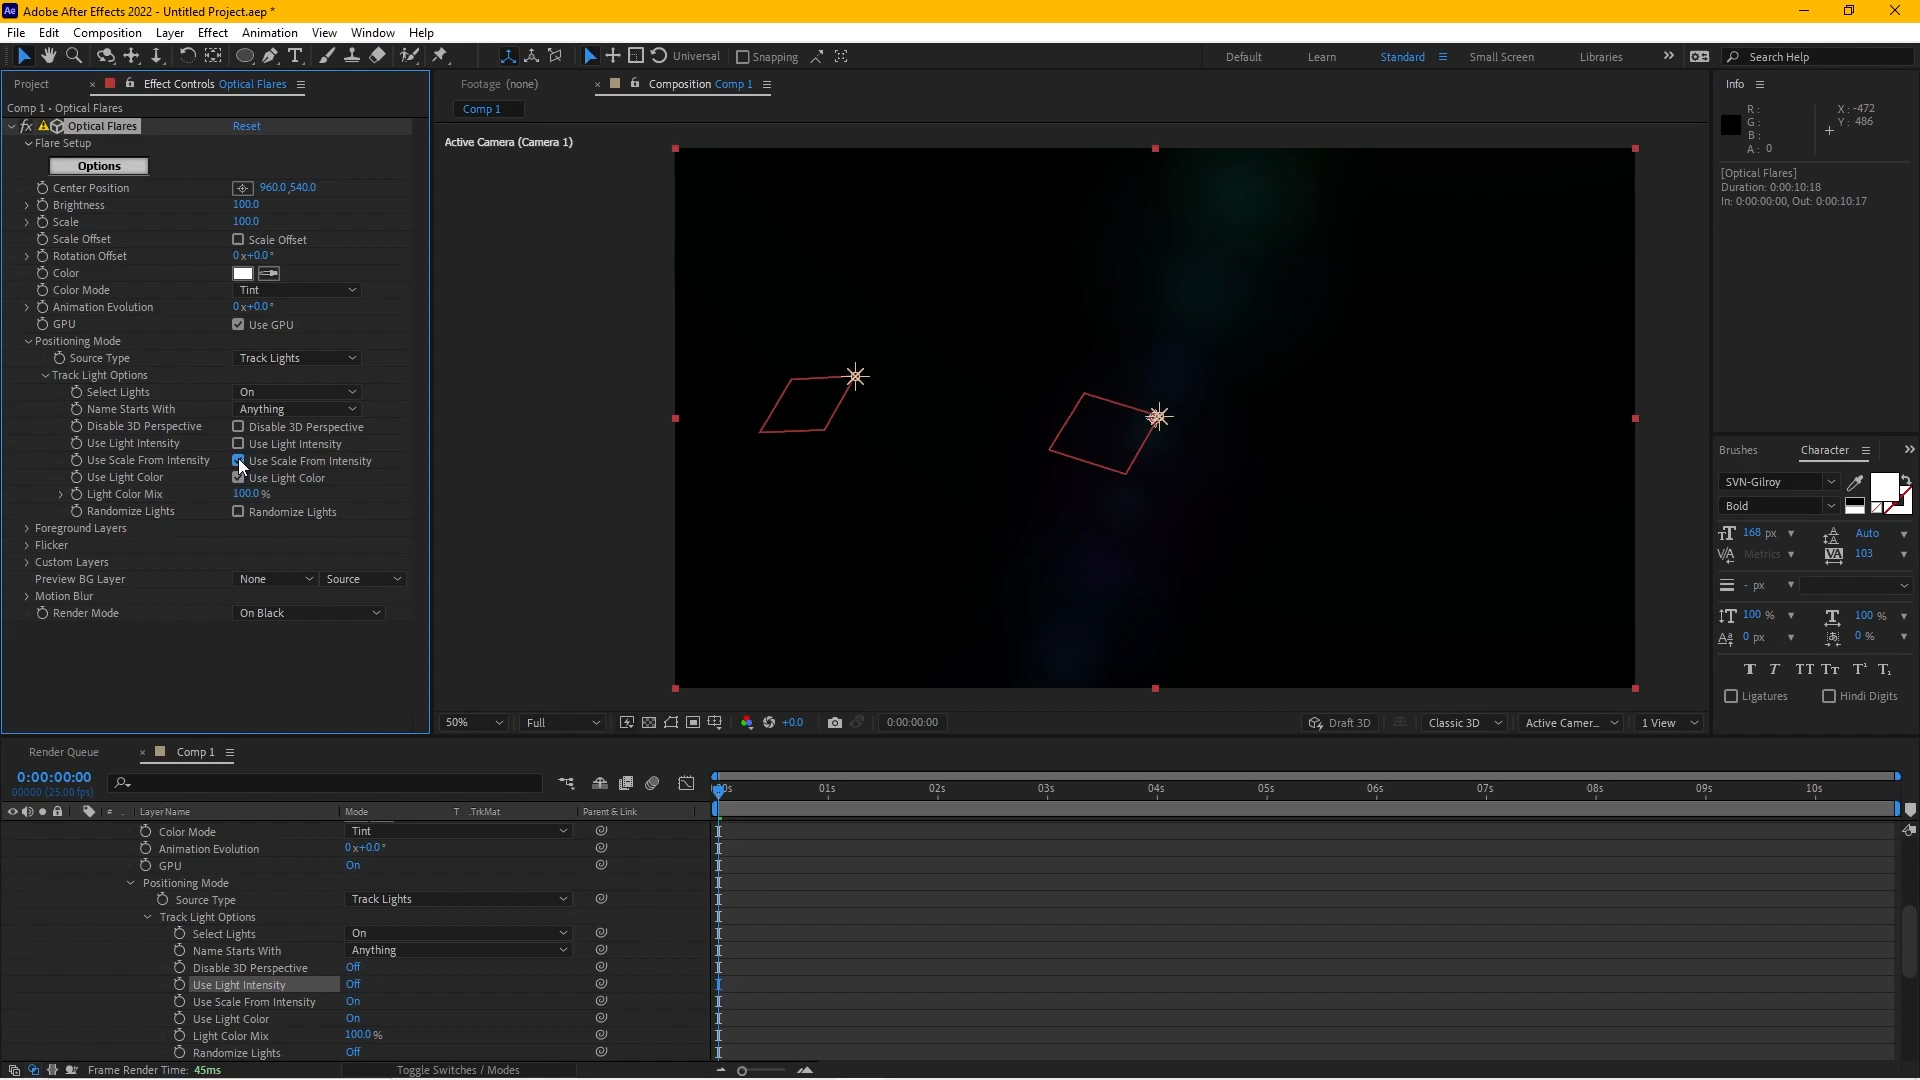 Adobe After Effects 2022 - Untitled Project.aep *
File Edit Composition Layer Effect Animation View Window Help
Universal Snapping Default Learn Standard Small Screen Libraries Search Help
Project Effect Controls Optical Flares
Comp 1 • Optical Flares
fx Optical Flares Reset
Flare Setup
Options
Center Position 960.0,540.0
Brightness 100.0
Scale 100.0
Scale Offset Scale Offset
Rotation Offset 0x+0.0°
Color
Color Mode Tint
Animation Evolution 0x+0.0°
GPU Use GPU
Positioning Mode
Source Type Track Lights
Track Light Options
Select Lights On
Name Starts With Anything
Disable 3D Perspective Disable 3D Perspective
Use Light Intensity Use Light Intensity
Use Scale From Intensity Use Scale From Intensity
Use Light Color Use Light Color
Light Color Mix 100.0%
Randomize Lights Randomize Lights
Foreground Layers
Flicker
Custom Layers
Preview BG Layer None Source
Motion Blur
Render Mode On Black
Footage (none) Composition Comp 1
Comp 1
Active Camera (Camera 1)
50% Full +0.0 0:00:00:00 Draft 3D Classic 3D Active Camer... 1 View
Info
R: X: -472
G: Y: 486
B:
A: 0
[Optical Flares]
Duration: 0:00:10:18
In: 0:00:00:00, Out: 0:00:10:17
Brushes Character
SVN-Gilroy
Bold
168 px Auto
Metrics 103
- px
100 % 100 %
0 px 0 %
Ligatures Hindi Digits
Render Queue Comp 1
0:00:00:00
00000 (25.00 fps)
# Layer Name Mode T .TrkMat Parent & Link
01s 02s 03s 04s 05s 06s 07s 08s 09s 10s
Color Mode Tint
Animation Evolution 0x+0.0°
GPU On
Positioning Mode
Source Type Track Lights
Track Light Options
Select Lights On
Name Starts With Anything
Disable 3D Perspective Off
Use Light Intensity Off
Use Scale From Intensity On
Use Light Color On
Light Color Mix 100.0%
Randomize Lights Off
Frame Render Time: 45ms Toggle Switches / Modes